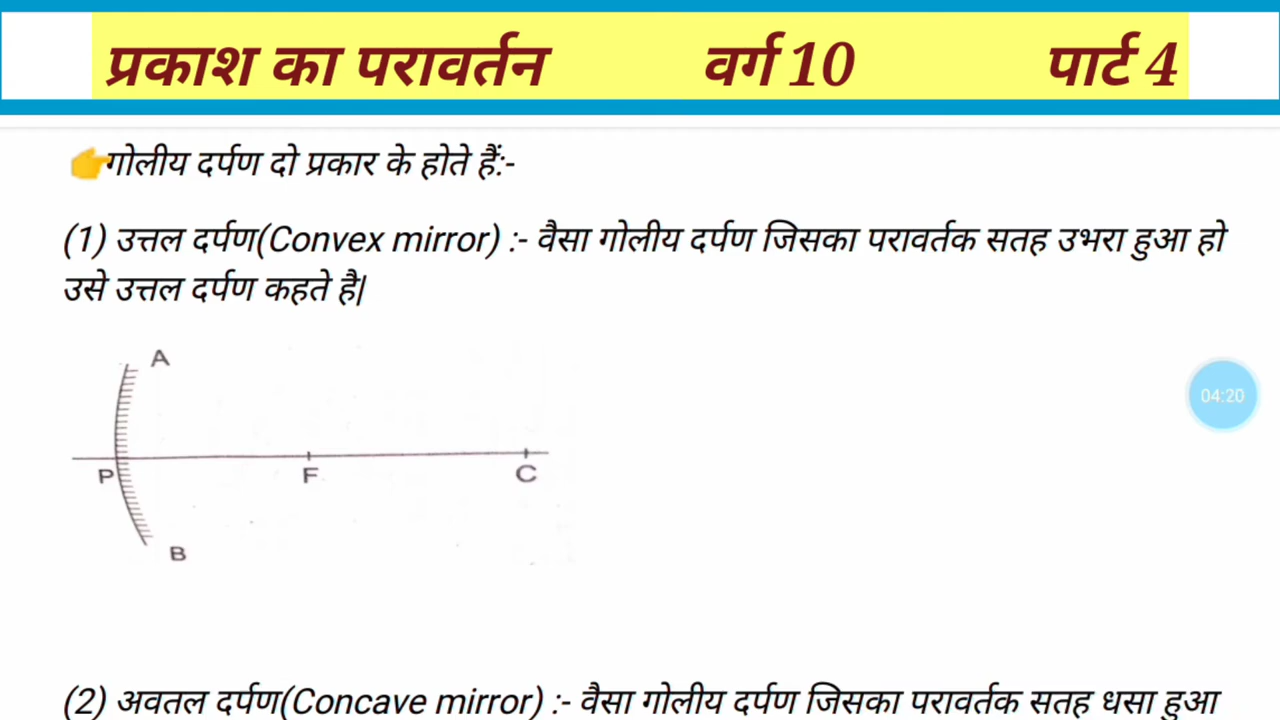 प्रकाश का परावर्तन वर्ग 10 पार्ट 4
👉गोलीय दर्पण दो प्रकार के होते हैं:-
(1) उत्तल दर्पण(Convex mirror) :- वैसा गोलीय दर्पण जिसका परावर्तक सतह उभरा हुआ हो
उसे उत्तल दर्पण कहते है|
A
P F C
B
04:20
(2) अवतल दर्पण(Concave mirror) :- वैसा गोलीय दर्पण जिसका परावर्तक सतह धसा हुआ